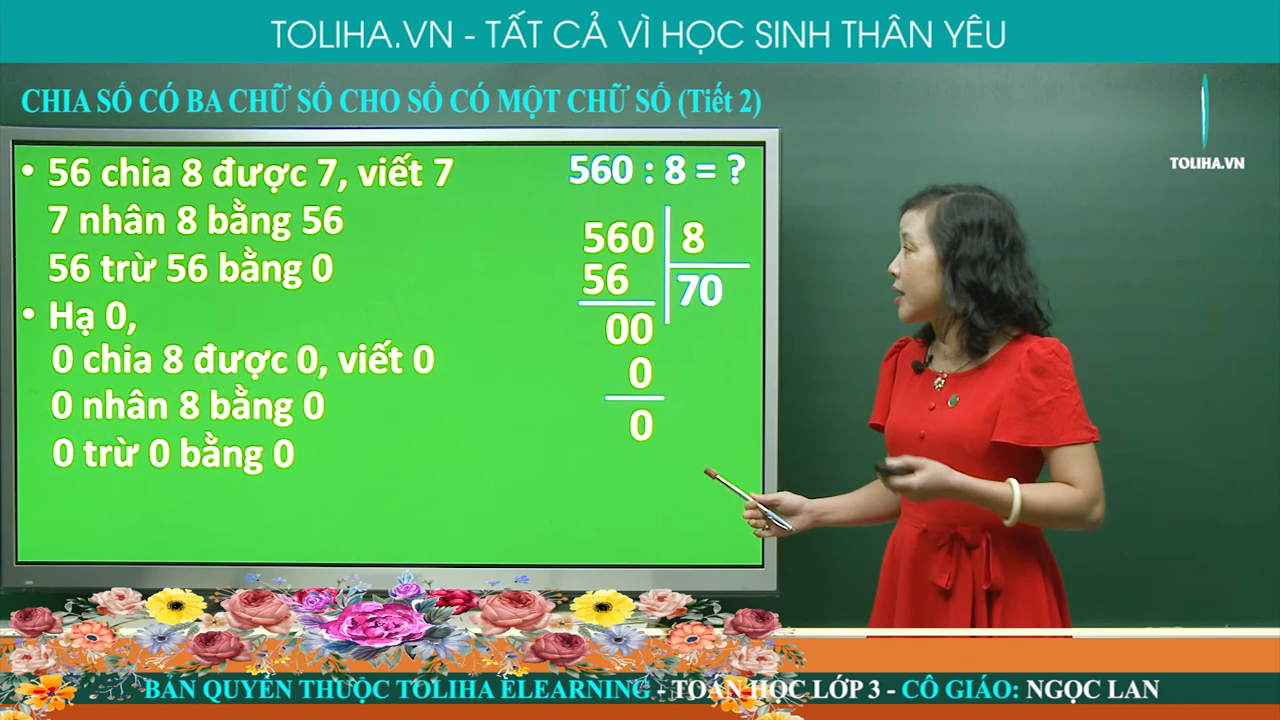 TOLIHA.VN - TẤT CẢ VÌ HỌC SINH THÂN YÊU
CHIA SỐ CÓ BA CHỮ SỐ CHO SỐ CÓ MỘT CHỮ SỐ (Tiết 2)
TOLIHA.VN
• 56 chia 8 được 7, viết 7
7 nhân 8 bằng 56
56 trừ 56 bằng 0
• Hạ 0,
0 chia 8 được 0, viết 0
0 nhân 8 bằng 0
0 trừ 0 bằng 0
560 : 8 = ?
560 8
56 70
00
0
0
BẢN QUYỀN THUỘC TOLIHA ELEARNING - TOÁN HỌC LỚP 3 - CÔ GIÁO: NGỌC LAN